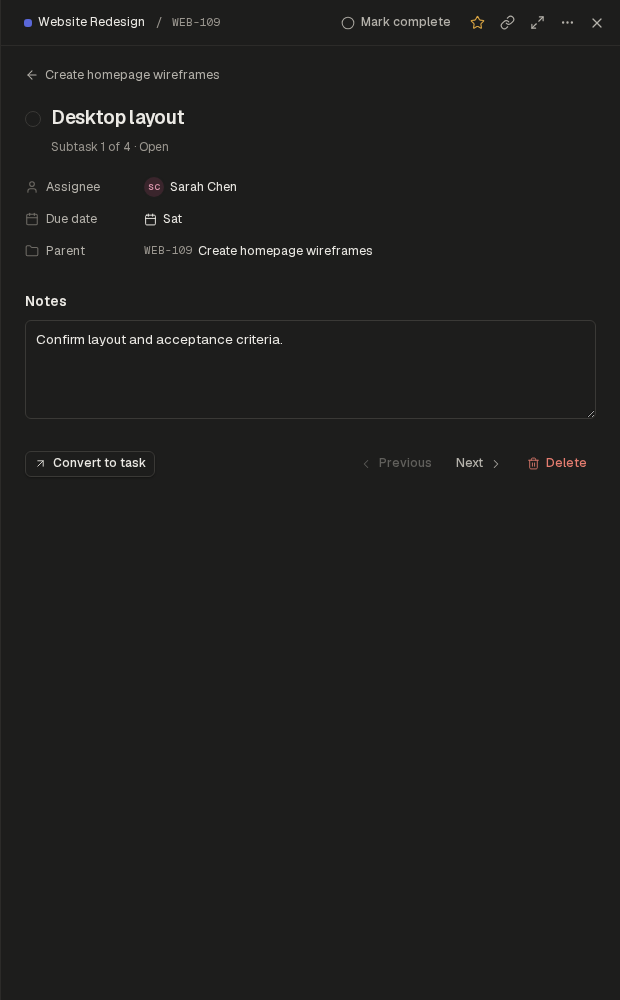 Website Redesign / WEB-109 Mark complete
Create homepage wireframes
Desktop layout
Subtask 1 of 4 · Open
Assignee SC Sarah Chen
Due date Sat
Parent WEB-109 Create homepage wireframes
Notes
Confirm layout and acceptance criteria.
Convert to task Previous Next Delete